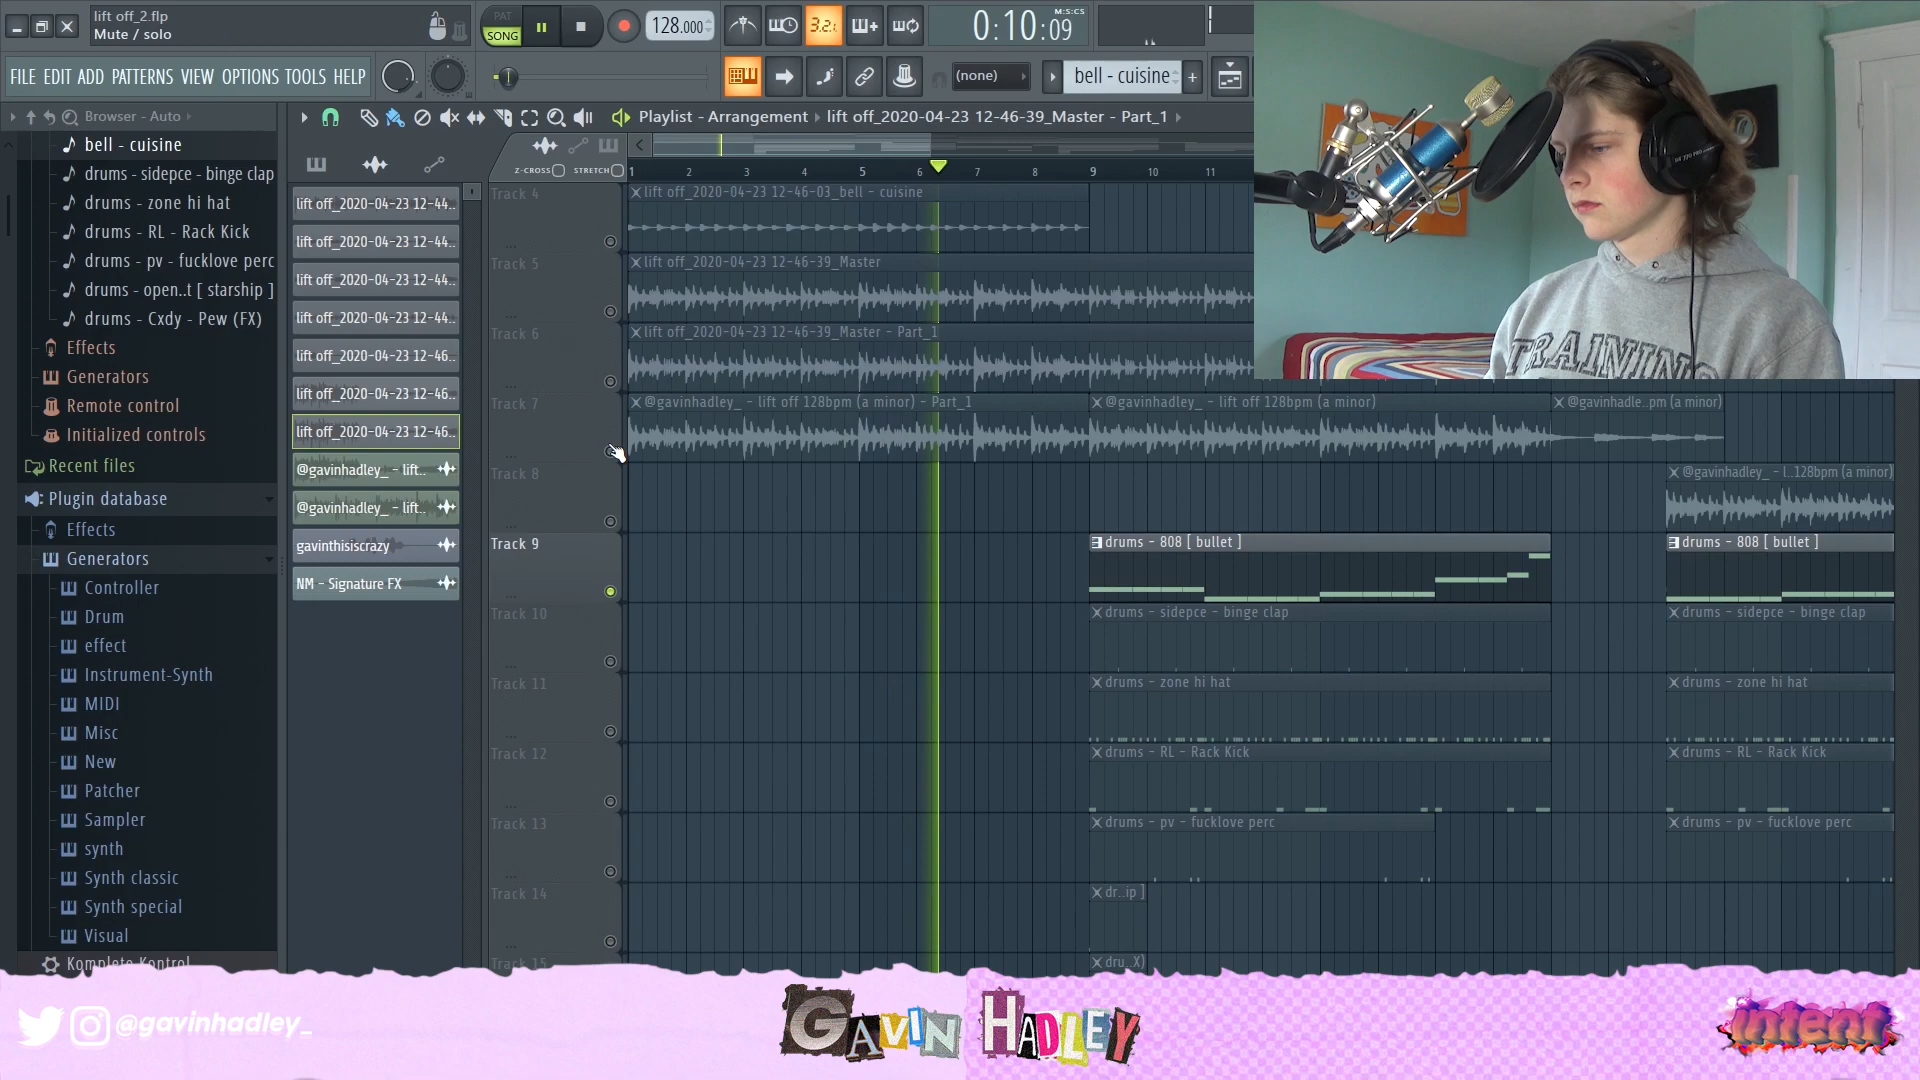 lift off_2.flp
Mute / solo
PAT
SONG
128.000
3.2.1
0:10:09
M:S:CS
FILE EDIT ADD PATTERNS VIEW OPTIONS TOOLS HELP
(none)
bell - cuisine
Browser - Auto
Playlist - Arrangement › lift off_2020-04-23 12-46-39_Master - Part_1
Z-CROSS
STRETCH
1 2 3 4 5 6 7 8 9 10 11
bell - cuisine
drums - sidepce - binge clap
drums - zone hi hat
drums - RL - Rack Kick
drums - pv - fucklove perc
drums - open..t [ starship ]
drums - Cxdy - Pew (FX)
Effects
Generators
Remote control
Initialized controls
Recent files
Plugin database
Effects
Generators
Controller
Drum
effect
Instrument-Synth
MIDI
Misc
New
Patcher
Sampler
synth
Synth classic
Synth special
Visual
Komplete Kontrol
lift off_2020-04-23 12-44..
lift off_2020-04-23 12-44..
lift off_2020-04-23 12-44..
lift off_2020-04-23 12-44..
lift off_2020-04-23 12-46..
lift off_2020-04-23 12-46..
lift off_2020-04-23 12-46..
@gavinhadley_ - lift..
@gavinhadley_ - lift..
gavinthisiscrazy
NM - Signature FX
Track 4
lift off_2020-04-23 12-46-03_bell - cuisine
Track 5
lift off_2020-04-23 12-46-39_Master
Track 6
lift off_2020-04-23 12-46-39_Master - Part_1
Track 7
@gavinhadley_ - lift off 128bpm (a minor) - Part_1
@gavinhadley_ - lift off 128bpm (a minor)
@gavinhadle..pm (a minor)
Track 8
@gavinhadley_ - l..128bpm (a minor)
Track 9
drums - 808 [ bullet ]
drums - 808 [ bullet ]
Track 10
drums - sidepce - binge clap
drums - sidepce - binge clap
Track 11
drums - zone hi hat
drums - zone hi hat
Track 12
drums - RL - Rack Kick
drums - RL - Rack Kick
Track 13
drums - pv - fucklove perc
drums - pv - fucklove perc
Track 14
dr..ip ]
Track 15
dru..X)
TRAINING
@gavinhadley_
GAVIN HADLEY
intent